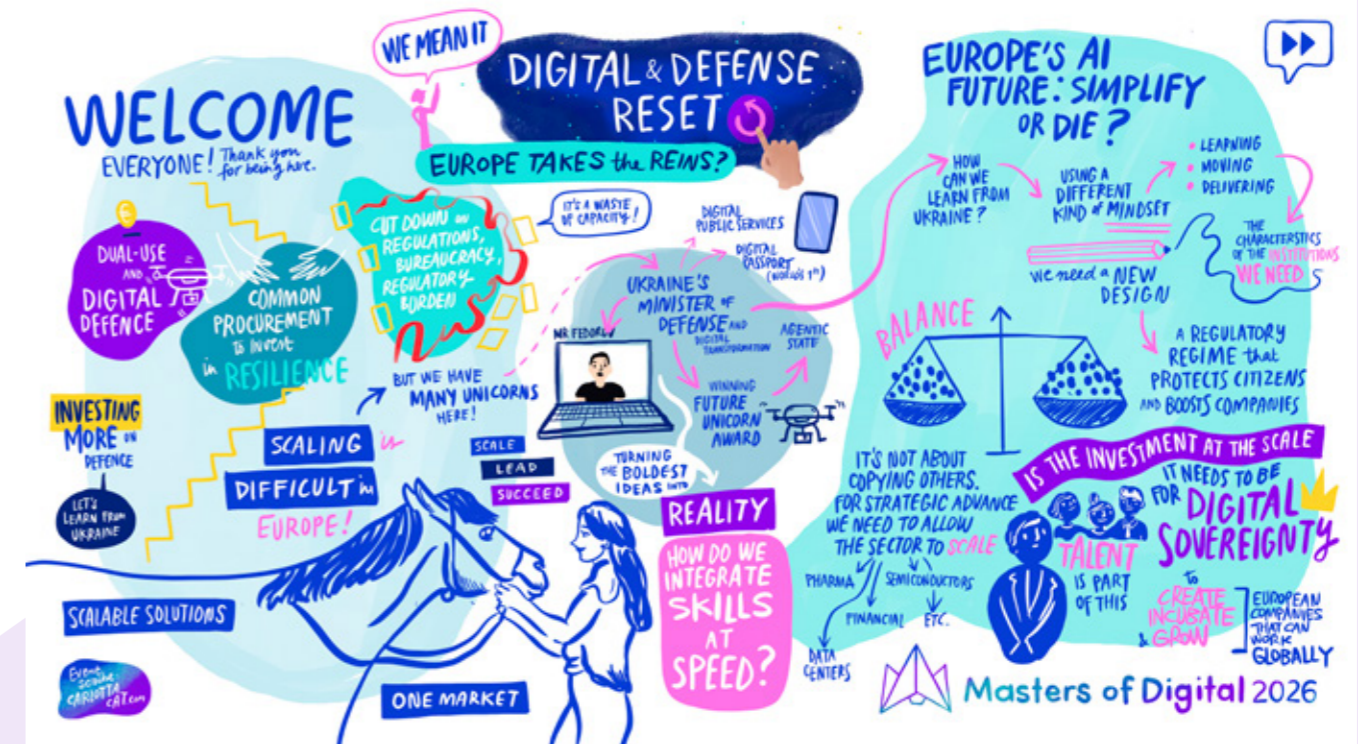 WE MEAN IT
DIGITAL & DEFENSE
RESET
EUROPE TAKES the REINS?
WELCOME
EVERYONE! Thank you
for being here.
DUAL-USE
AND
DIGITAL
DEFENCE
COMMON
PROCUREMENT
to Invest
in RESILIENCE
CUT DOWN on
REGULATIONS,
BUREAUCRACY,
REGULATORY
BURDEN
IT'S A WASTE
OF CAPACITY!
INVESTING
MORE ON
DEFENCE
LET'S
LEARN FROM
UKRAINE
SCALING is
DIFFICULT in
EUROPE!
BUT WE HAVE
MANY UNICORNS
HERE!
SCALE
LEAD
SUCCEED
SCALABLE SOLUTIONS
ONE MARKET
Event
scribe
CARLOTTA
CAT.com
DIGITAL
PUBLIC SERVICES
DIGITAL
PASSPORT
(WORLD'S 1st)
UKRAINE'S
MINISTER OF
DEFENSE AND
DIGITAL
TRANSFORMATION
MR FEDOROV
AGENTIC
STATE
WINNING
FUTURE
UNICORN
AWARD
TURNING
THE BOLDEST
IDEAS INTO
REALITY
HOW DO WE
INTEGRATE
SKILLS
AT
SPEED?
EUROPE'S AI
FUTURE: SIMPLIFY
OR DIE?
HOW
CAN WE
LEARN FROM
UKRAINE?
USING A
DIFFERENT
KIND of MINDSET
• LEARNING
• MOVING
• DELIVERING
THE
CHARACTERSTICS
OF THE INSTITUTIONS
WE NEED
we need a NEW
DESIGN
BALANCE
A REGULATORY
REGIME that
PROTECTS CITIZENS
AND BOOSTS COMPANIES
IT'S NOT ABOUT
COPYING OTHERS.
FOR STRATEGIC ADVANCE
WE NEED TO ALLOW
THE SECTOR TO SCALE
PHARMA
SEMICONDUCTORS
FINANCIAL
ETC.
DATA
CENTERS
IS THE INVESTMENT AT THE SCALE
IT NEEDS TO BE
FOR DIGITAL
SOVEREIGNTY
TALENT
IS PART
OF THIS
to
CREATE
INCUBATE
& GROW
EUROPEAN
COMPANIES
THAT CAN
WORK
GLOBALLY
Masters of Digital 2026